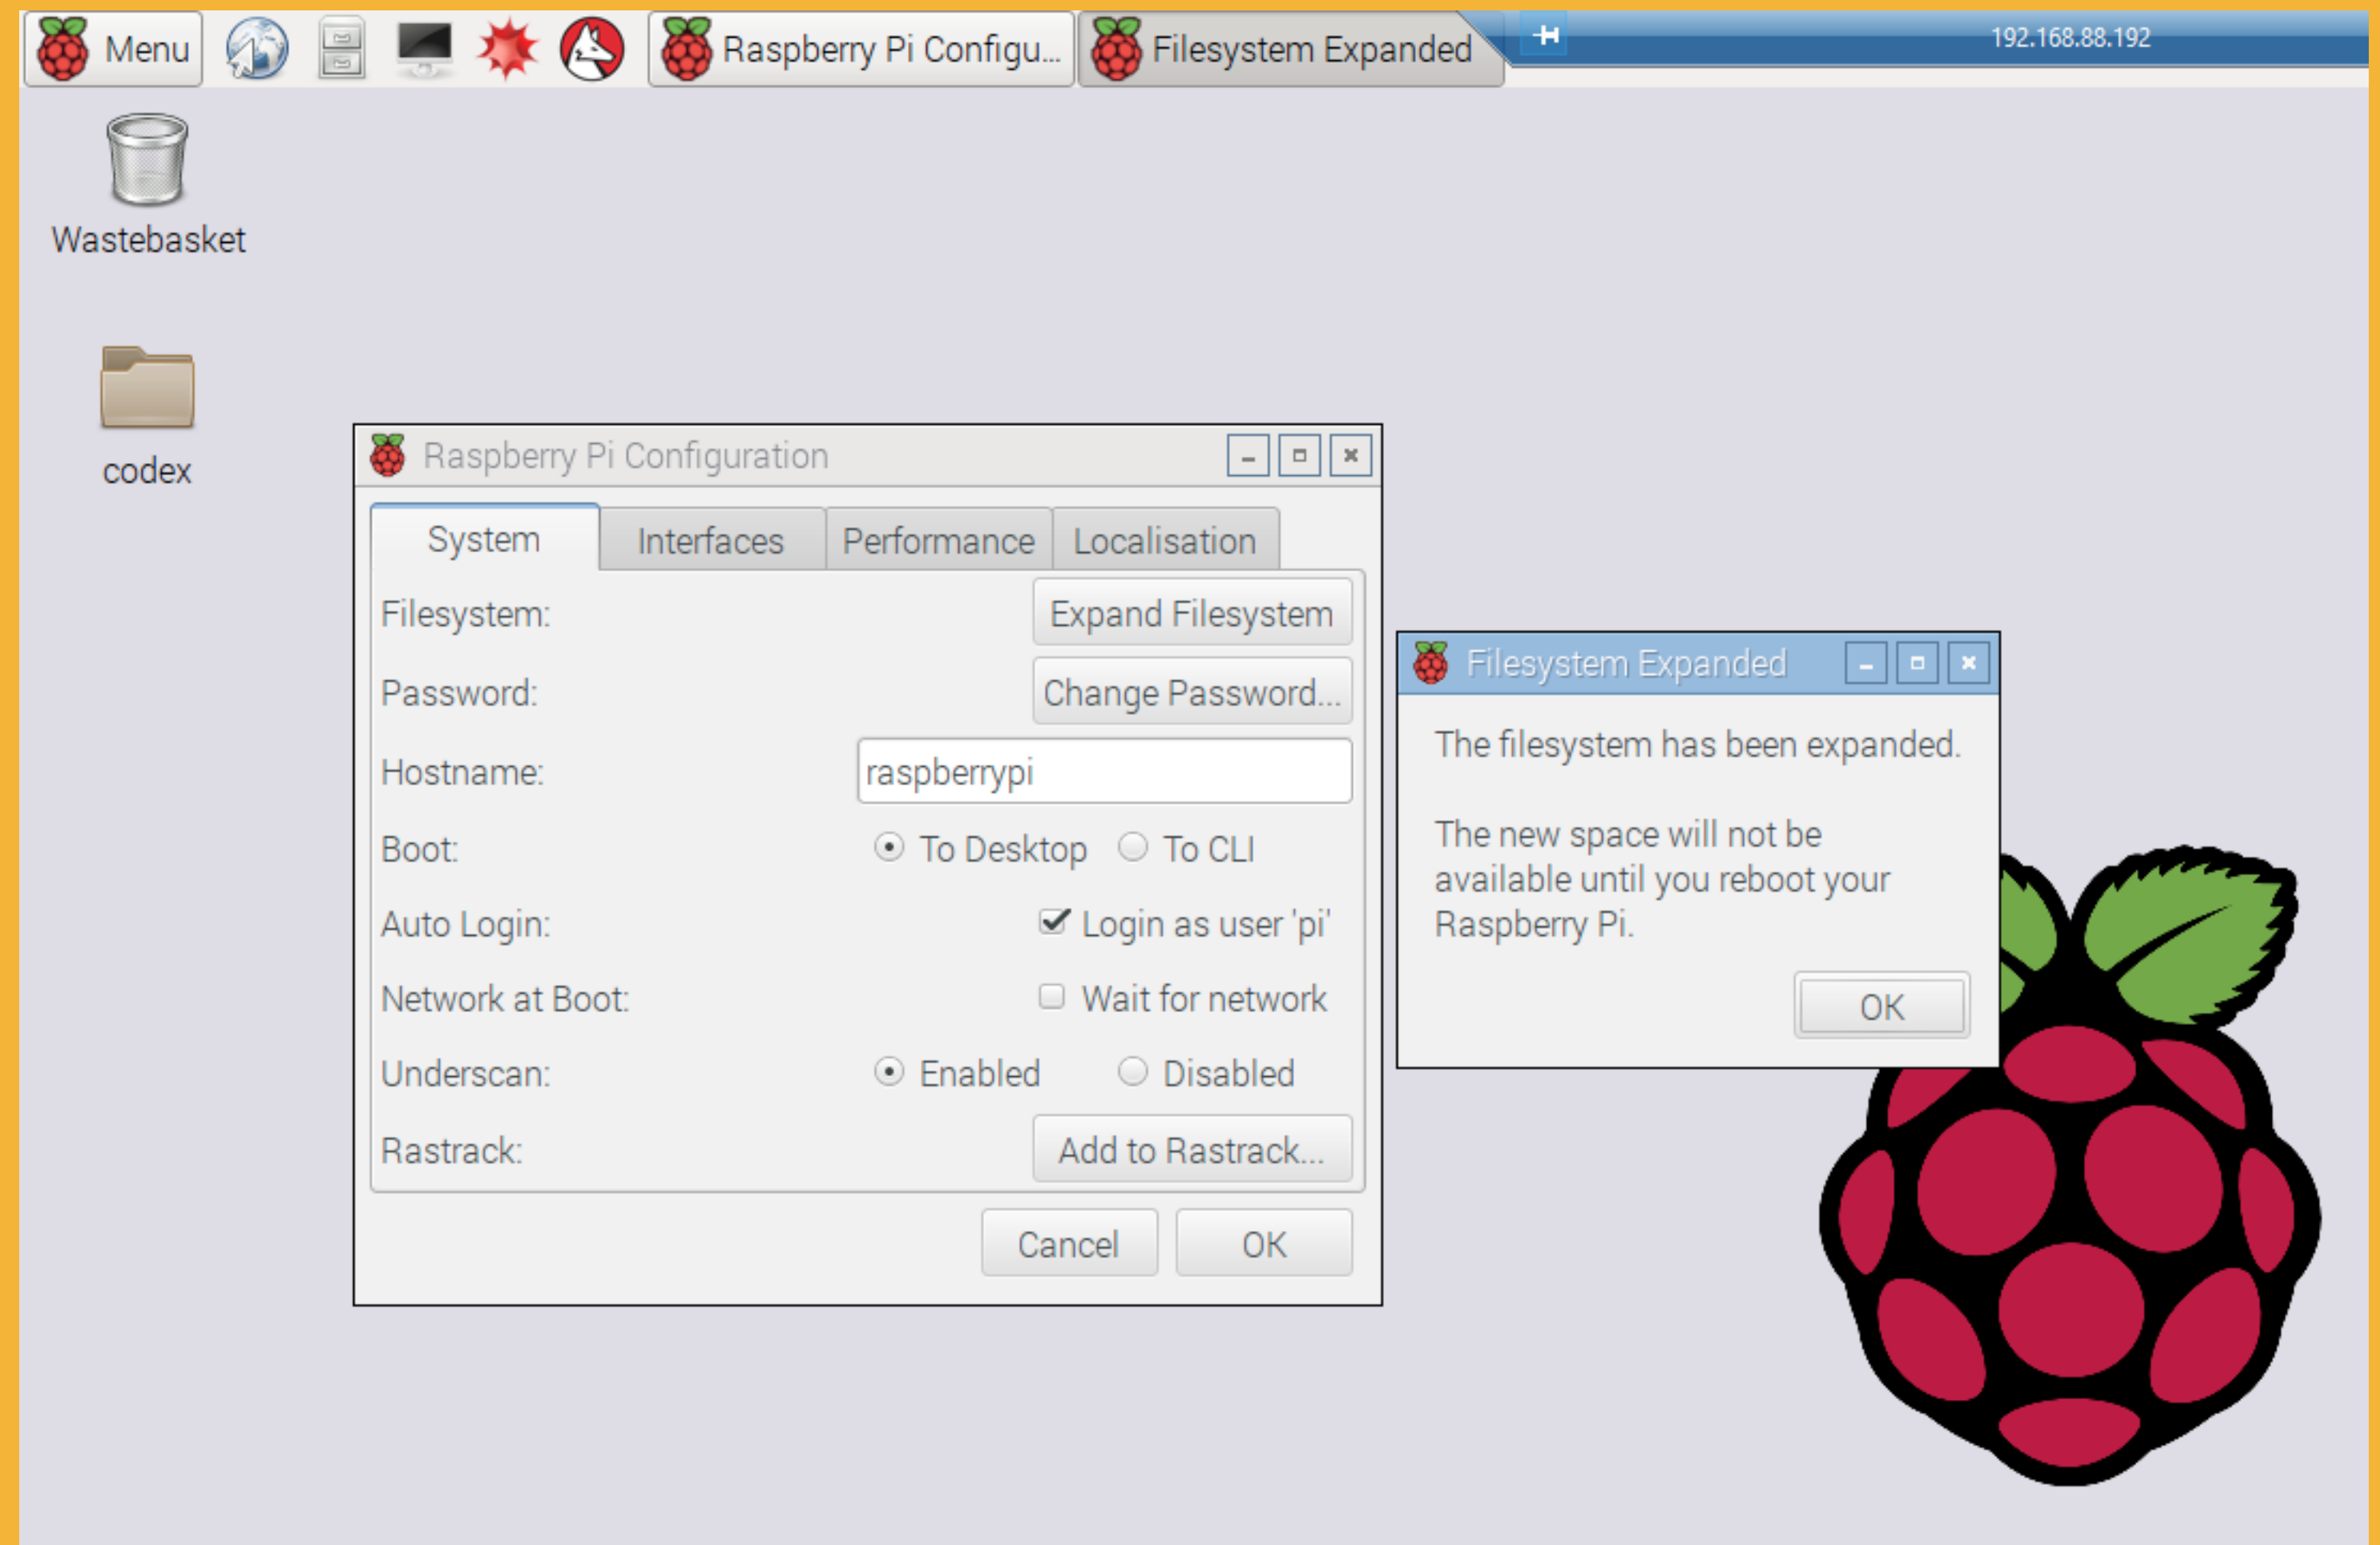 Menu
Raspberry Pi Configu...
Filesystem Expanded
192.168.88.192
Wastebasket
codex
Raspberry Pi Configuration
System Interfaces Performance Localisation
Filesystem: Expand Filesystem
Password: Change Password...
Hostname: raspberrypi
Boot: To Desktop To CLI
Auto Login: Login as user 'pi'
Network at Boot: Wait for network
Underscan: Enabled Disabled
Rastrack: Add to Rastrack...
Cancel OK
Filesystem Expanded
The filesystem has been expanded.
The new space will not be
available until you reboot your
Raspberry Pi.
OK